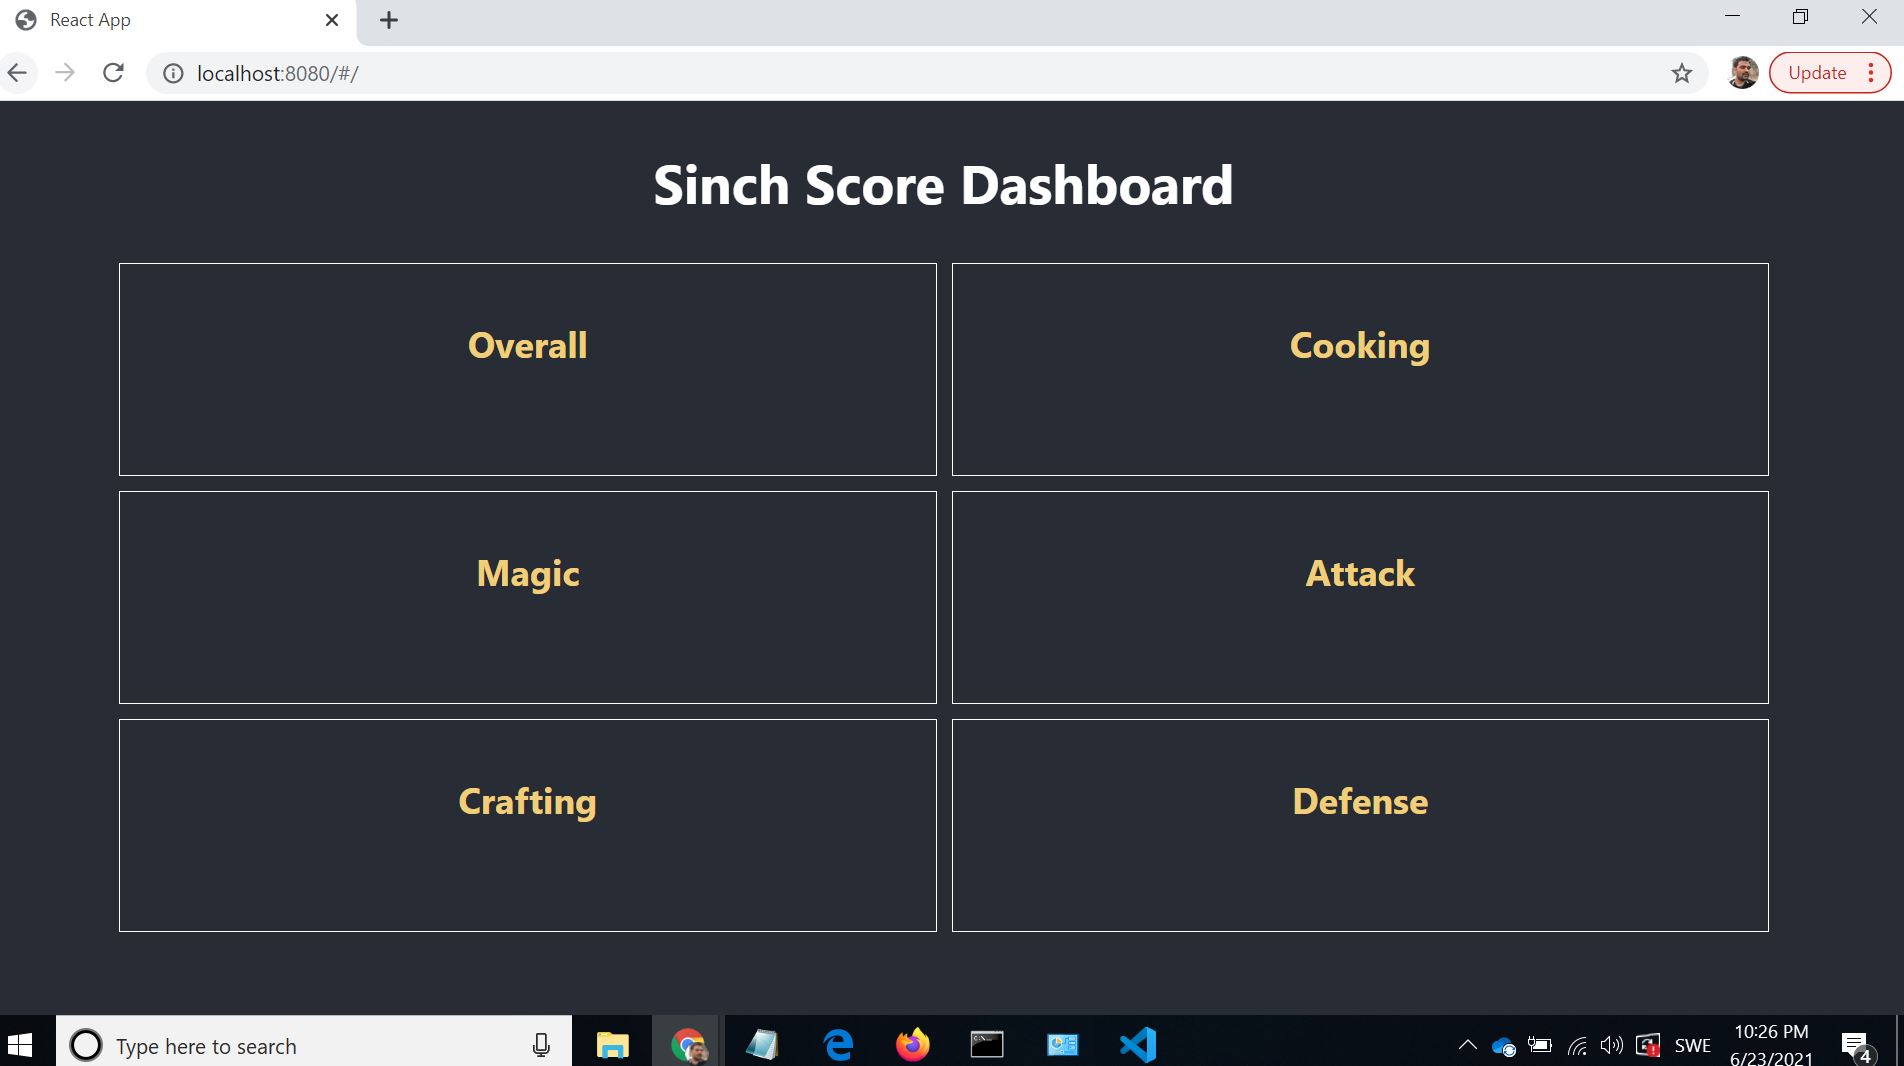 React App
localhost:8080/#/
Update
Sinch Score Dashboard
Overall
Cooking
Magic
Attack
Crafting
Defense
Type here to search
SWE
10:26 PM
6/23/2021
4